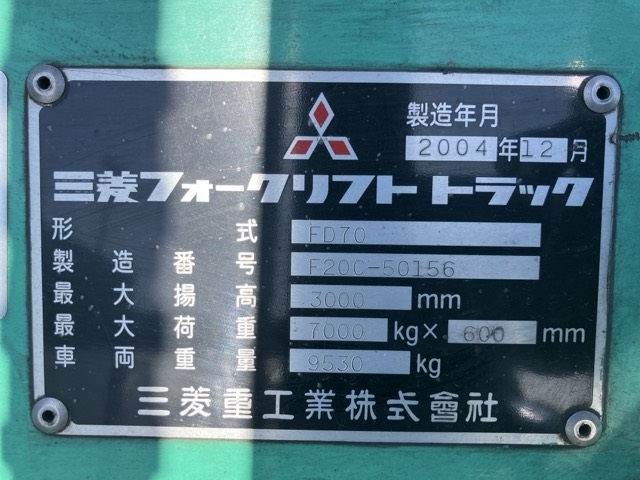 製造年月
2004年12月
三菱フォークリフト トラック
形式 FD70
製造番号 F20C-50156
最大揚高 3000 mm
最大荷重 7000 kg× 600 mm
車両重量 9530 kg
三菱重工業株式會社